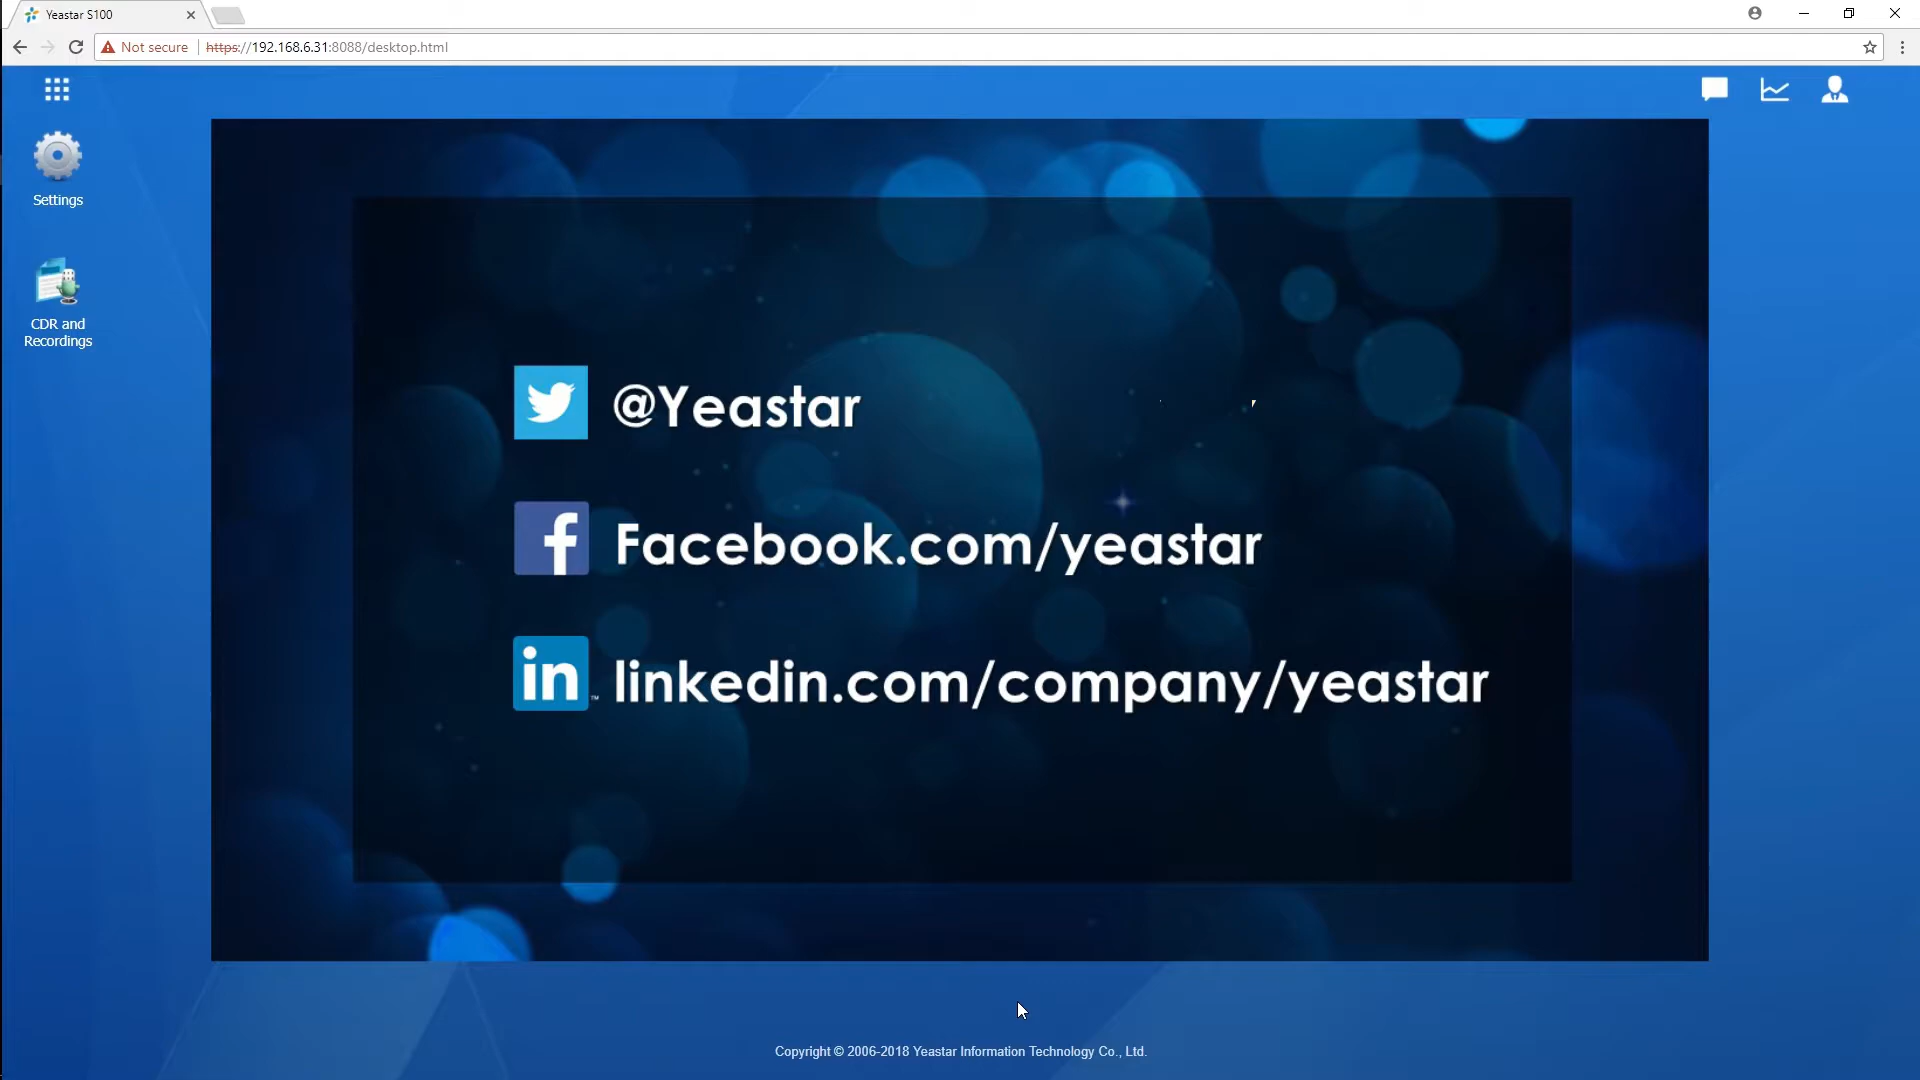 Yeastar S100
Not secure
https://192.168.6.31:8088/desktop.html
Settings
CDR and
Recordings
@Yeastar
Facebook.com/yeastar
in™
linkedin.com/company/yeastar
Copyright © 2006-2018 Yeastar Information Technology Co., Ltd.